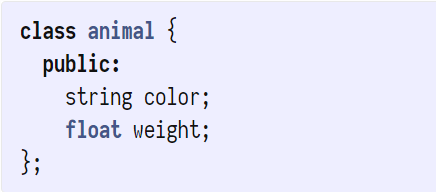 class animal {
  public:
    string color;
    float weight;
};